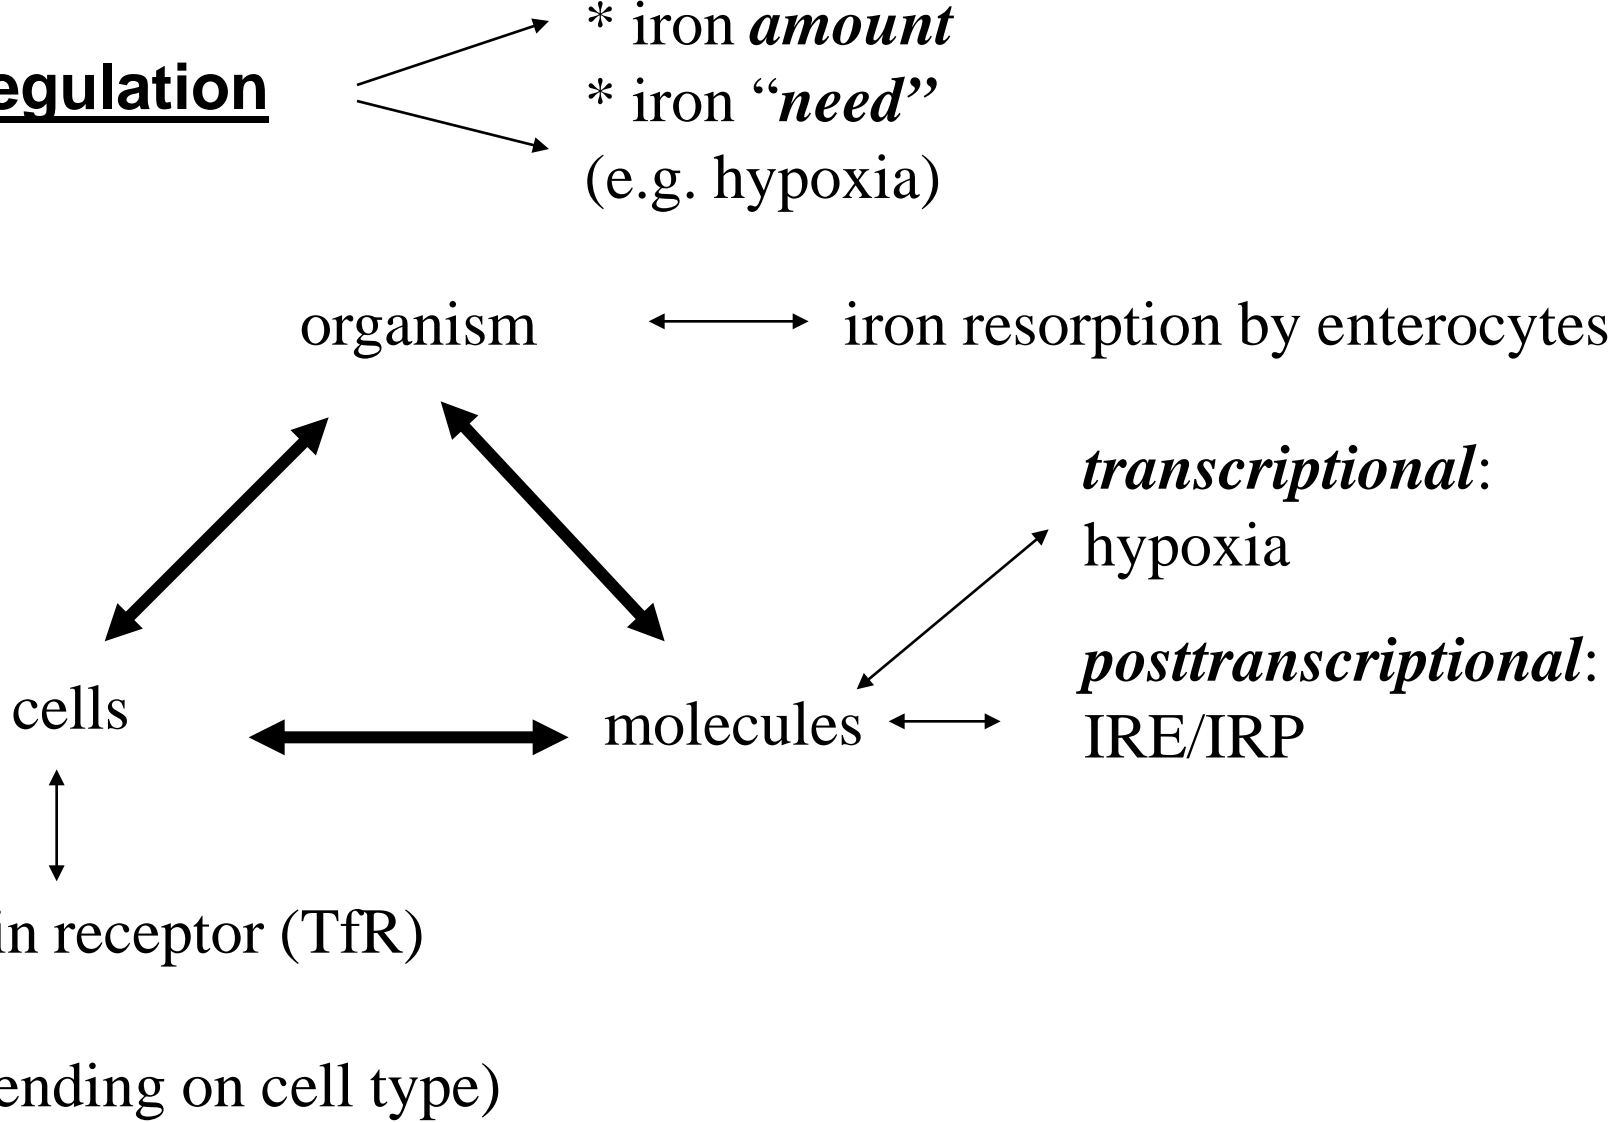 * iron amount
egulation
* iron “need”
(e.g. hypoxia)
organism
iron resorption by enterocytes
transcriptional:
hypoxia
posttranscriptional:
cells
molecules
IRE/IRP
in receptor (TfR)
ending on cell type)